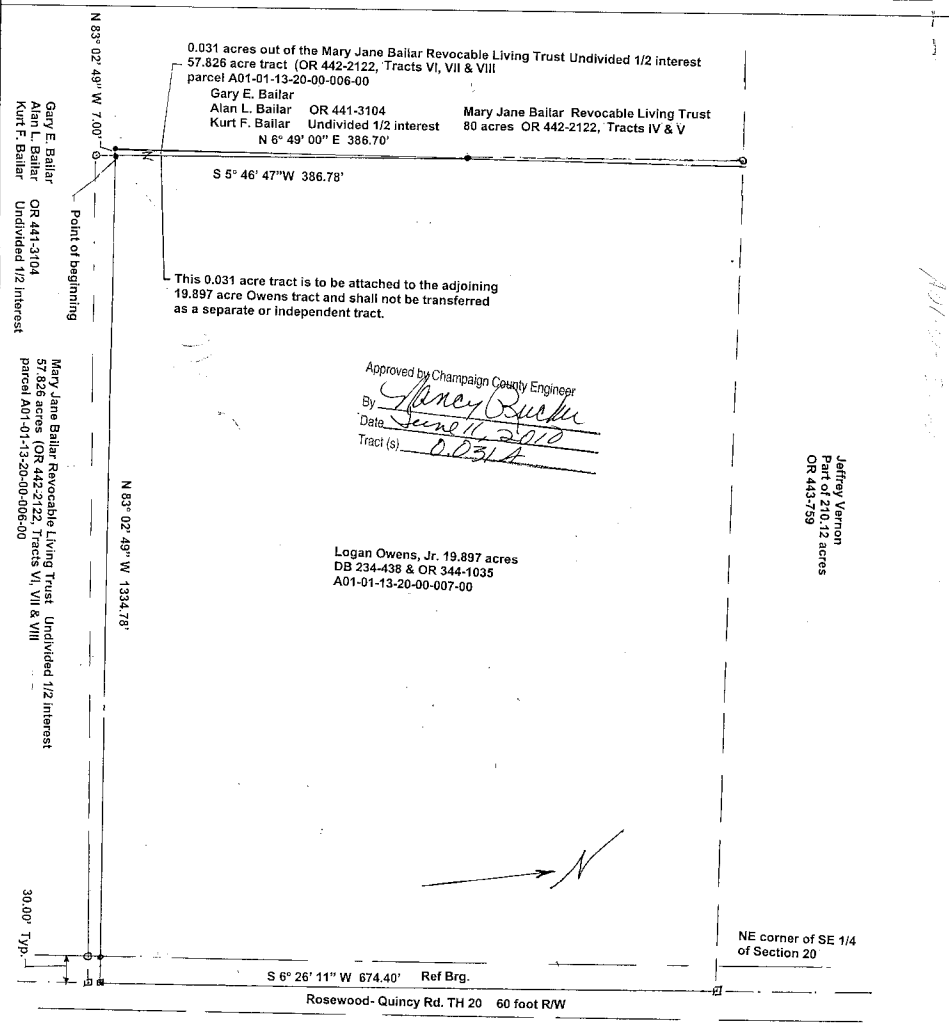 0.031 acres out of the Mary Jane Bailar Revocable Living Trust Undivided 1/2 interest
57.826 acre tract (OR 442-2122, Tracts VI, VII & VIII
parcel A01-01-13-20-00-006-00
Gary E. Bailar
Alan L. Bailar OR 441-3104
Kurt F. Bailar Undivided 1/2 interest
Mary Jane Bailar Revocable Living Trust
80 acres OR 442-2122, Tracts IV & V
N 6° 49' 00" E 386.70'
N 83° 02' 49" W 7.00'
S 5° 46' 47" W 386.78'
Gary E. Bailar
Alan L. Bailar OR 441-3104
Kurt F. Bailar Undivided 1/2 interest
Point of beginning
This 0.031 acre tract is to be attached to the adjoining
19.897 acre Owens tract and shall not be transferred
as a separate or independent tract.
Mary Jane Bailar Revocable Living Trust Undivided 1/2 interest
57.826 acres (OR 442-2122, Tracts VI, VII & VIII
parcel A01-01-13-20-00-006-00
Approved by Champaign County Engineer
By Nancy
Date June 11, 2010
Tract (s) 0.031 A
Jeffrey Vernon
Part of 210.12 acres
OR 443-759
N 83° 02' 49" W 1334.78'
Logan Owens, Jr. 19.897 acres
DB 234-438 & OR 344-1035
A01-01-13-20-00-007-00
N
30.00' Typ.
NE corner of SE 1/4
of Section 20
S 6° 26' 11" W 674.40' Ref Brg.
Rosewood- Quincy Rd. TH 20 60 foot R/W